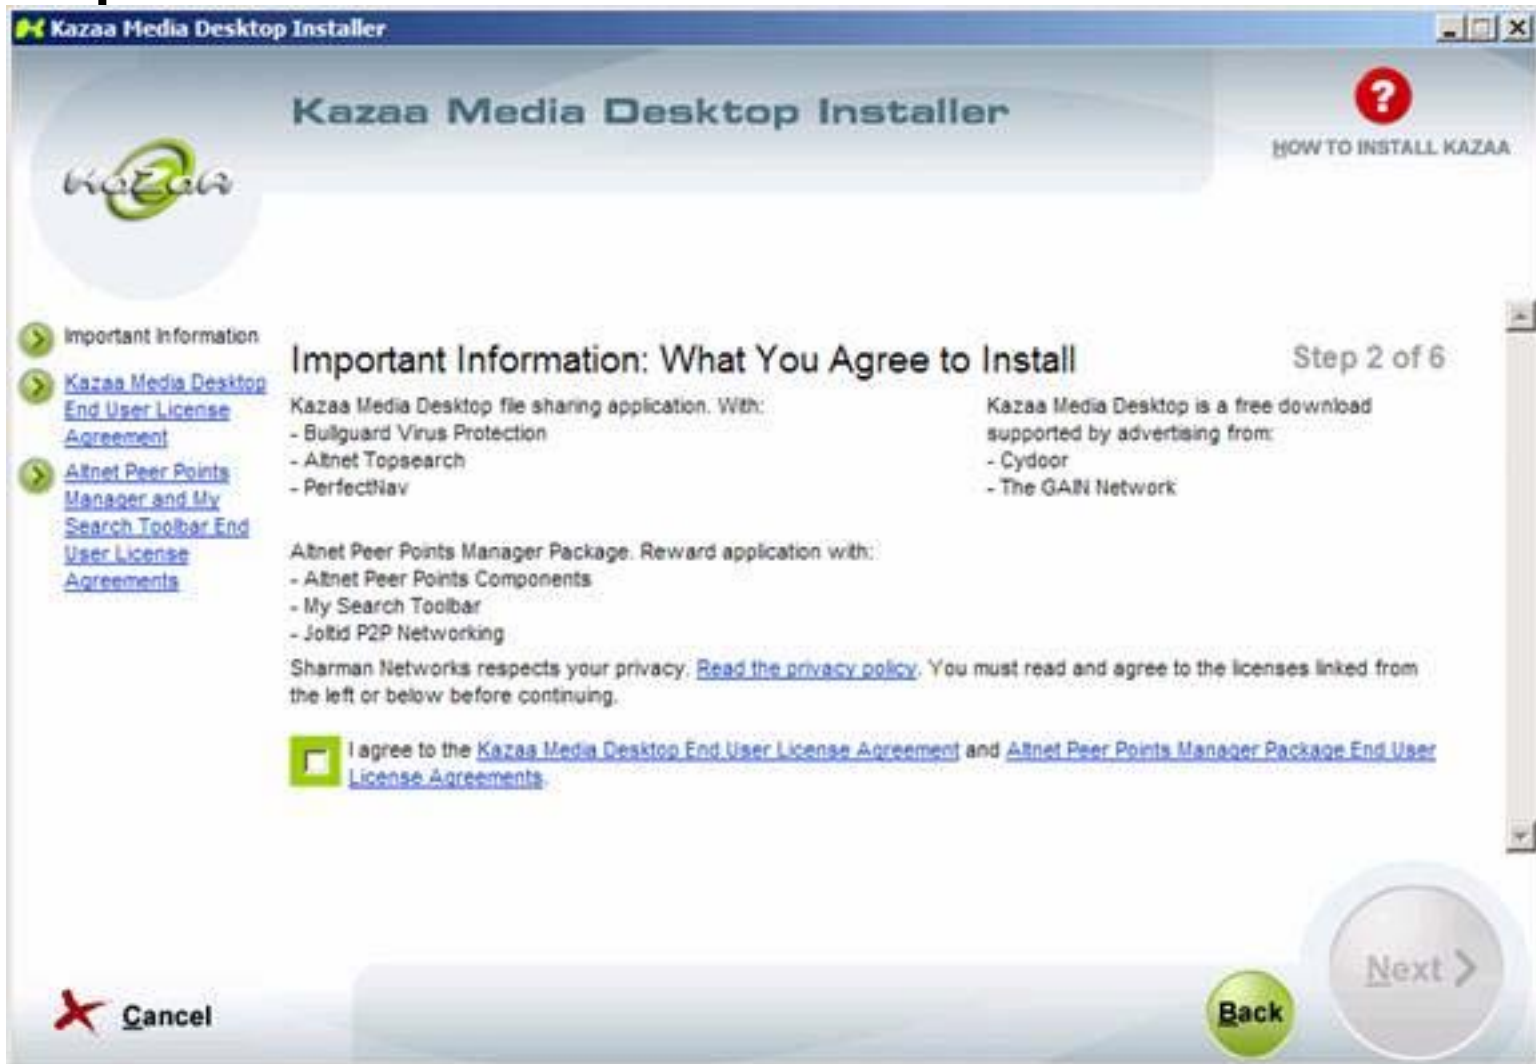 Kazaa Media Desktop Installer
Kazaa Media Desktop Installer
HOW TO INSTALL KAZAA
KaZaA
Important Information
Kazaa Media Desktop
End User License
Agreement
Altnet Peer Points
Manager and My
Search Toolbar End
User License
Agreements
Important Information: What You Agree to Install
Step 2 of 6
Kazaa Media Desktop file sharing application. With:
- Bullguard Virus Protection
- Altnet Topsearch
- PerfectNav
Kazaa Media Desktop is a free download
supported by advertising from:
- Cydoor
- The GAIN Network
Altnet Peer Points Manager Package. Reward application with:
- Altnet Peer Points Components
- My Search Toolbar
- Joltid P2P Networking
Sharman Networks respects your privacy. Read the privacy policy. You must read and agree to the licenses linked from
the left or below before continuing.
I agree to the Kazaa Media Desktop End User License Agreement and Altnet Peer Points Manager Package End User
License Agreements.
Cancel
Back
Next >